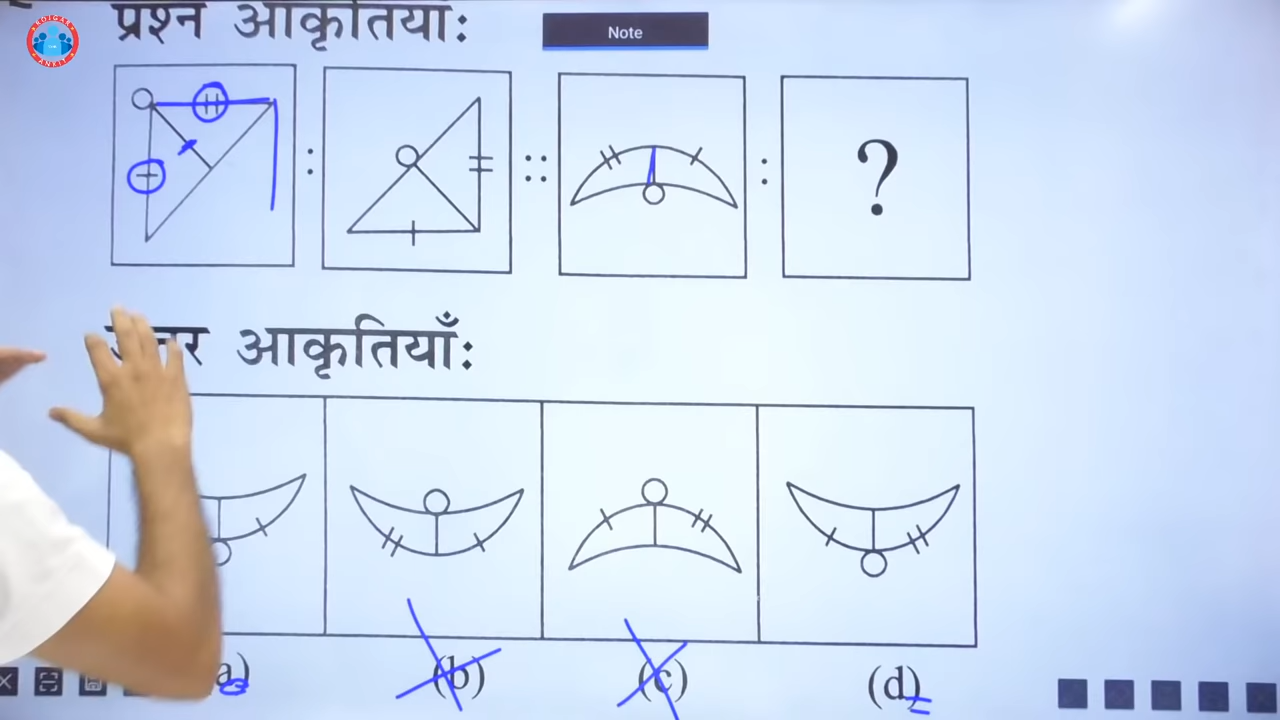 प्रश्न आकृतियाँ:
Note
?
आकृतियाँ:
(a) (b) (c) (d)